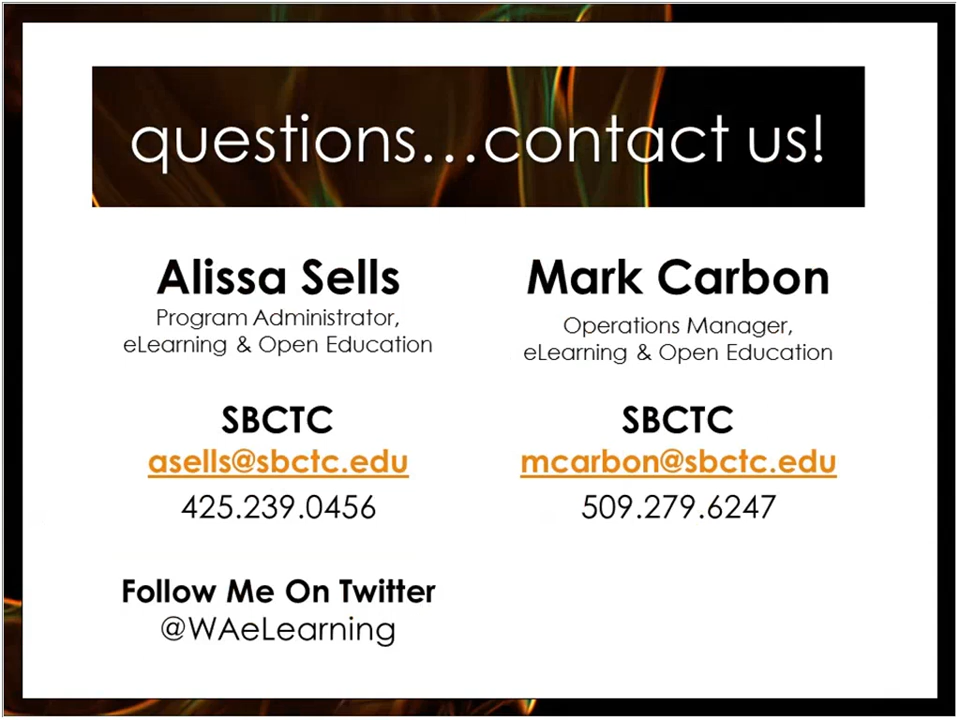 questions...contact us!
Alissa Sells
Program Administrator,
eLearning & Open Education
SBCTC
asells@sbctc.edu
425.239.0456
Follow Me On Twitter
@WAeLearning
Mark Carbon
Operations Manager,
eLearning & Open Education
SBCTC
mcarbon@sbctc.edu
509.279.6247